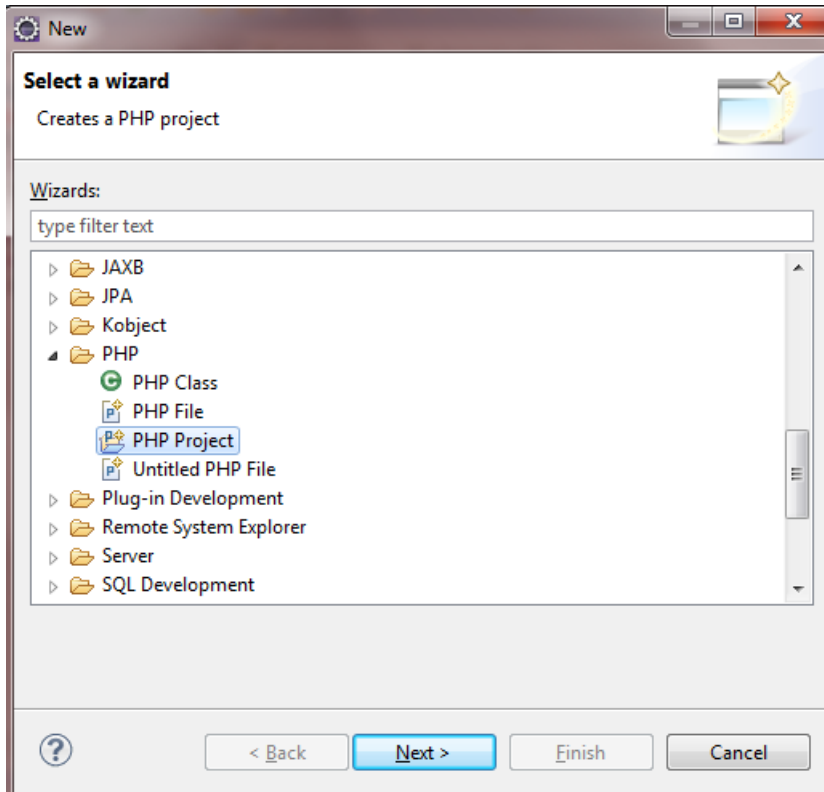 New
Select a wizard
Creates a PHP project
Wizards:
type filter text
JAXB
JPA
Kobject
PHP
PHP Class
PHP File
PHP Project
Untitled PHP File
Plug-in Development
Remote System Explorer
Server
SQL Development
< Back Next > Finish Cancel